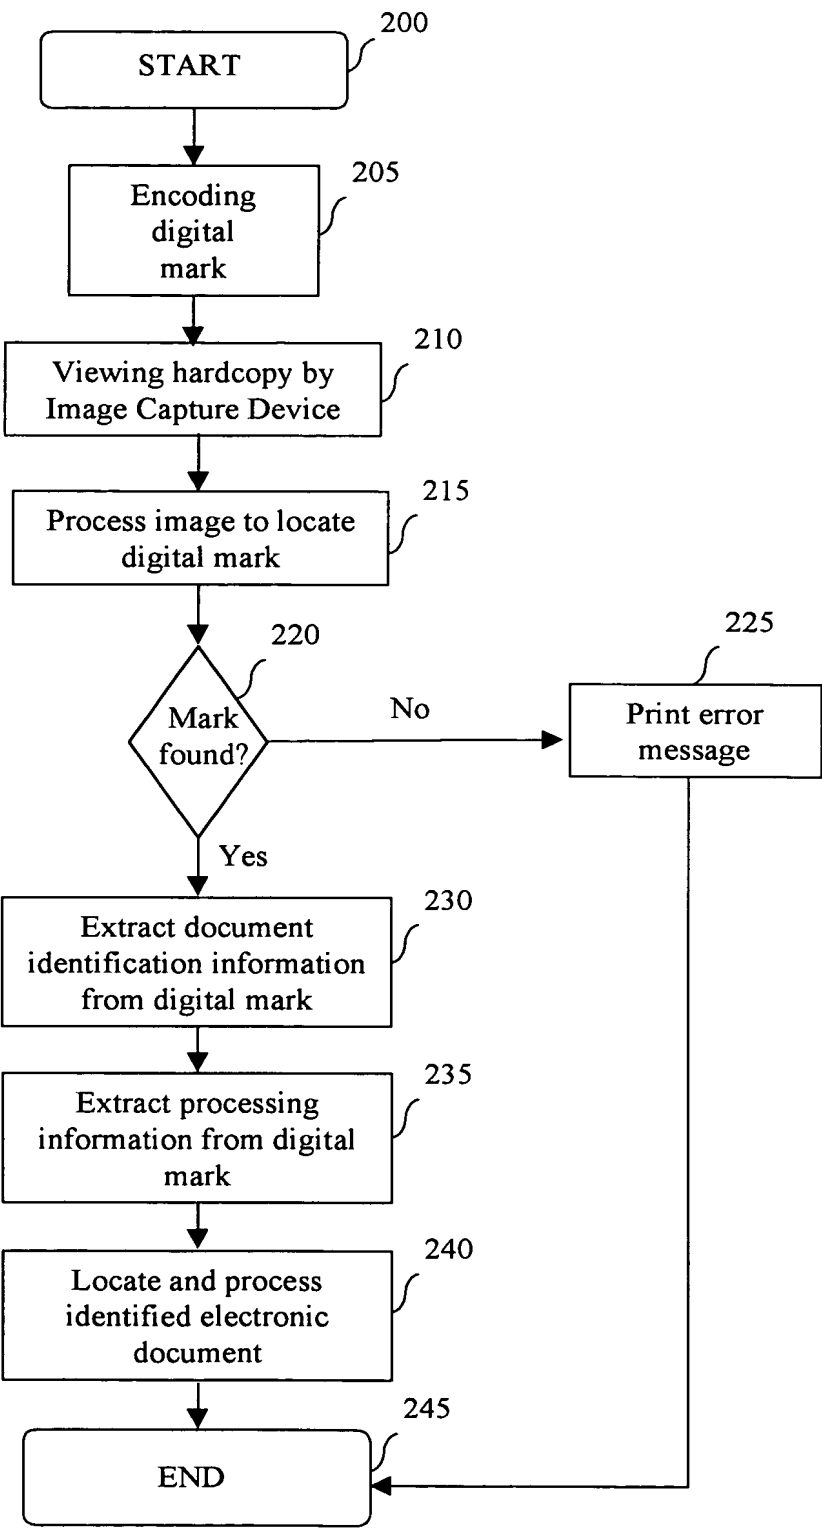 200
START
205
Encoding
digital
mark
210
Viewing hardcopy by
Image Capture Device
215
Process image to locate
digital mark
220
Mark
found?
No
225
Print error
message
Yes
230
Extract document
identification information
from digital mark
235
Extract processing
information from digital
mark
240
Locate and process
identified electronic
document
245
END